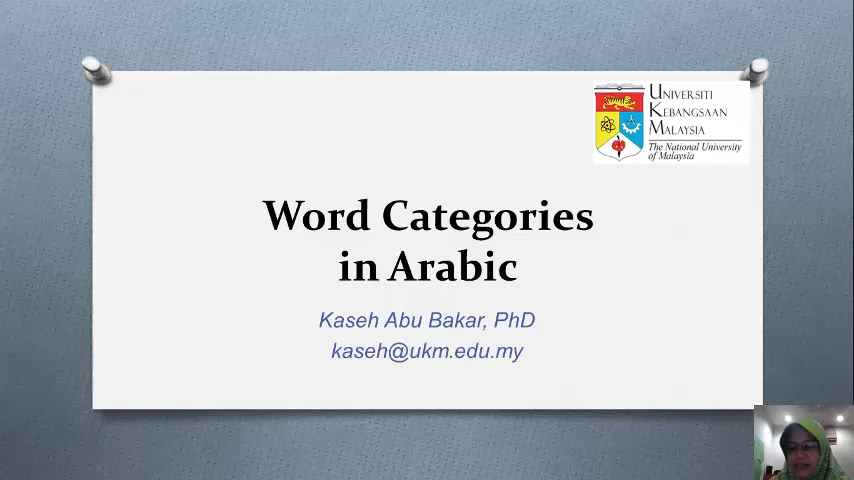 UNIVERSITI
KEBANGSAAN
MALAYSIA
The National University
of Malaysia
Word Categories
in Arabic
Kaseh Abu Bakar, PhD
kaseh@ukm.edu.my